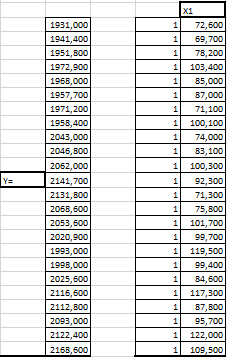 X1
1931,000 1 72,600
1941,400 1 69,700
1951,800 1 78,200
1972,900 1 103,400
1968,000 1 85,000
1957,700 1 87,000
1971,200 1 71,100
1958,400 1 100,100
2043,000 1 74,000
2046,800 1 83,100
2062,000 1 100,300
Y= 2141,700 1 92,300
2131,800 1 71,300
2068,600 1 75,800
2053,600 1 101,700
2020,900 1 99,700
1993,000 1 119,500
1998,000 1 99,400
2025,600 1 84,600
2116,600 1 117,300
2112,800 1 87,800
2093,000 1 95,700
2122,400 1 122,000
2168,600 1 109,500